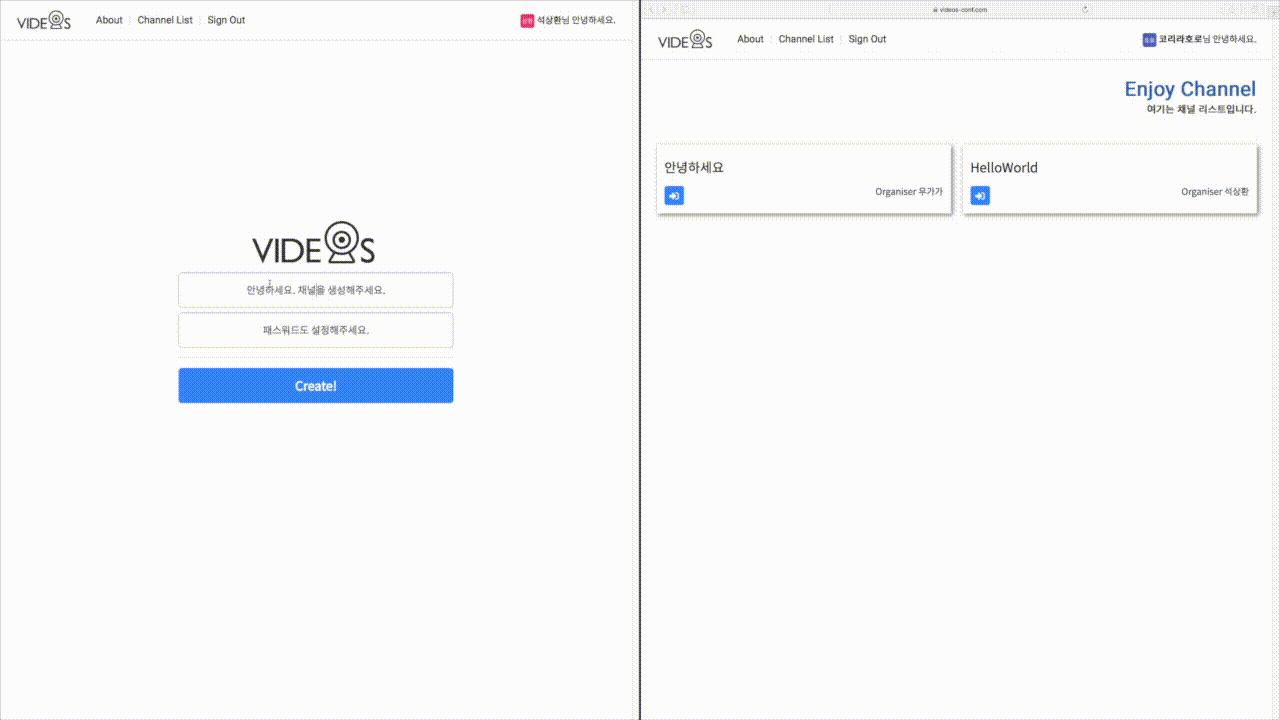 VIDEOS About Channel List Sign Out 석상환님 안녕하세요.
VIDEOS
안녕하세요. 채널을 생성해주세요.
패스워드도 설정해주세요.
Create!
videos-conf.com
VIDEOS About Channel List Sign Out 코리라호로님 안녕하세요.
Enjoy Channel
여기는 채널 리스트입니다.
안녕하세요
Organiser 우가가
HelloWorld
Organiser 석상환